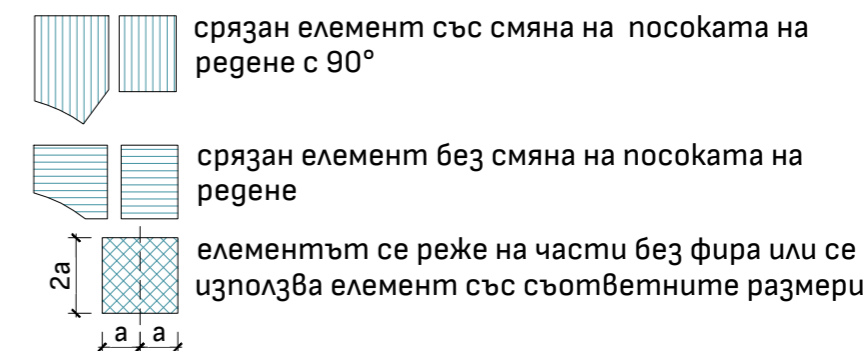 срязан елемент със смяна на посоката на
редене с 90°
срязан елемент без смяна на посоката на
редене
елементът се реже на части без фира или се
използва елемент със съответните размери
2a
a a